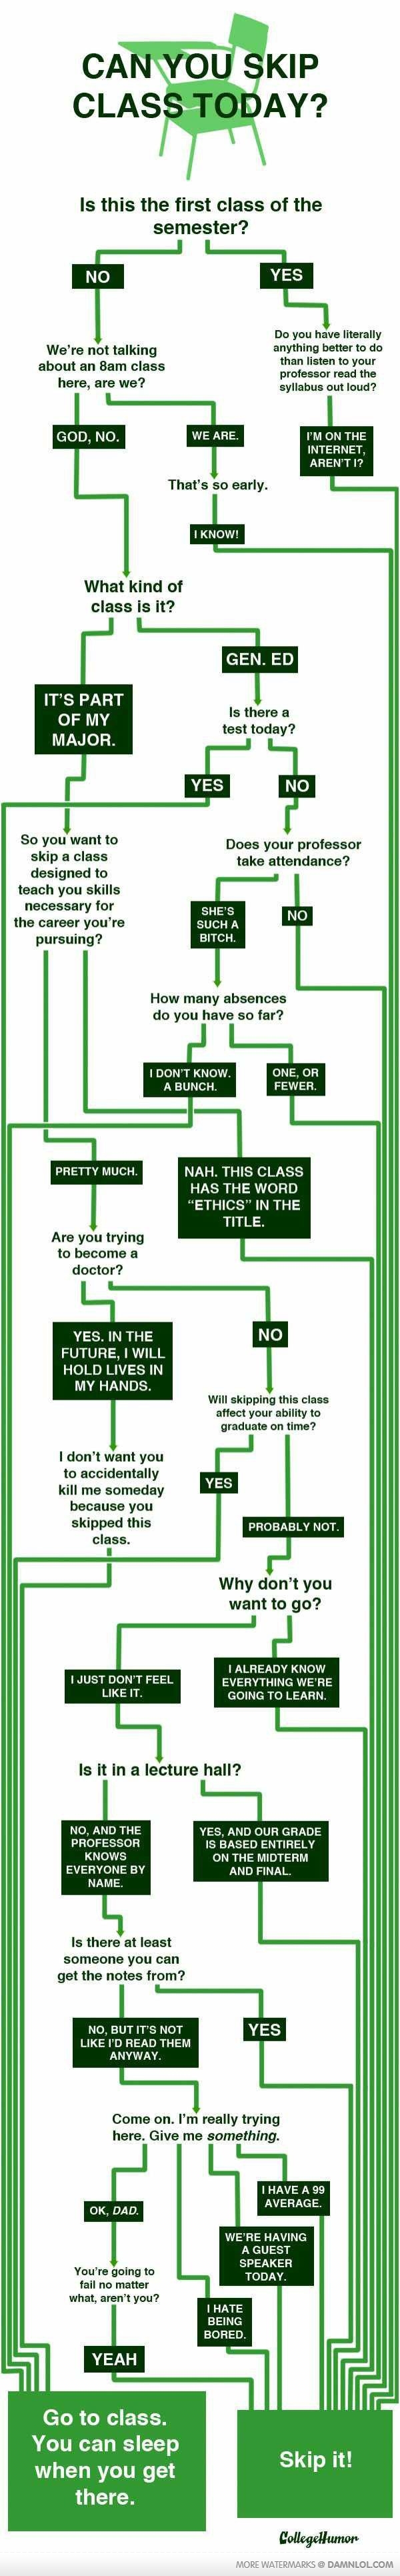 CAN YOU SKIP
CLASS TODAY?
Is this the first class of the
semester?
NO
YES
We're not talking
about an 8am class
here, are we?
Do you have literally
anything better to do
than listen to your
professor read the
syllabus out loud?
GOD, NO.
WE ARE.
I'M ON THE
INTERNET,
AREN'T I?
That's so early.
I KNOW!
What kind of
class is it?
GEN. ED
IT'S PART
OF MY
MAJOR.
Is there a
test today?
YES
NO
So you want to
skip a class
designed to
teach you skills
necessary for
the career you're
pursuing?
Does your professor
take attendance?
SHE'S
SUCH A
BITCH.
NO
How many absences
do you have so far?
I DON'T KNOW.
A BUNCH.
ONE, OR
FEWER.
PRETTY MUCH.
NAH. THIS CLASS
HAS THE WORD
"ETHICS" IN THE
TITLE.
Are you trying
to become a
doctor?
YES. IN THE
FUTURE, I WILL
HOLD LIVES IN
MY HANDS.
NO
Will skipping this class
affect your ability to
graduate on time?
I don't want you
to accidentally
kill me someday
because you
skipped this
class.
YES
PROBABLY NOT.
Why don't you
want to go?
I JUST DON'T FEEL
LIKE IT.
I ALREADY KNOW
EVERYTHING WE'RE
GOING TO LEARN.
Is it in a lecture hall?
NO, AND THE
PROFESSOR
KNOWS
EVERYONE BY
NAME.
YES, AND OUR GRADE
IS BASED ENTIRELY
ON THE MIDTERM
AND FINAL.
Is there at least
someone you can
get the notes from?
NO, BUT IT'S NOT
LIKE I'D READ THEM
ANYWAY.
YES
Come on. I'm really trying
here. Give me something.
OK, DAD.
I HAVE A 99
AVERAGE.
WE'RE HAVING
A GUEST
SPEAKER
TODAY.
You're going to
fail no matter
what, aren't you?
I HATE
BEING
BORED.
YEAH
Go to class.
You can sleep
when you get
there.
Skip it!
CollegeHumor
MORE WATERMARKS @ DAMNLOL.COM